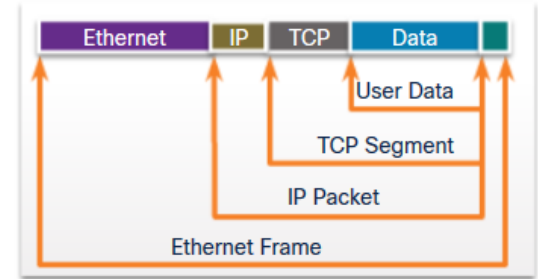 Ethernet IP TCP Data
User Data
TCP Segment
IP Packet
Ethernet Frame